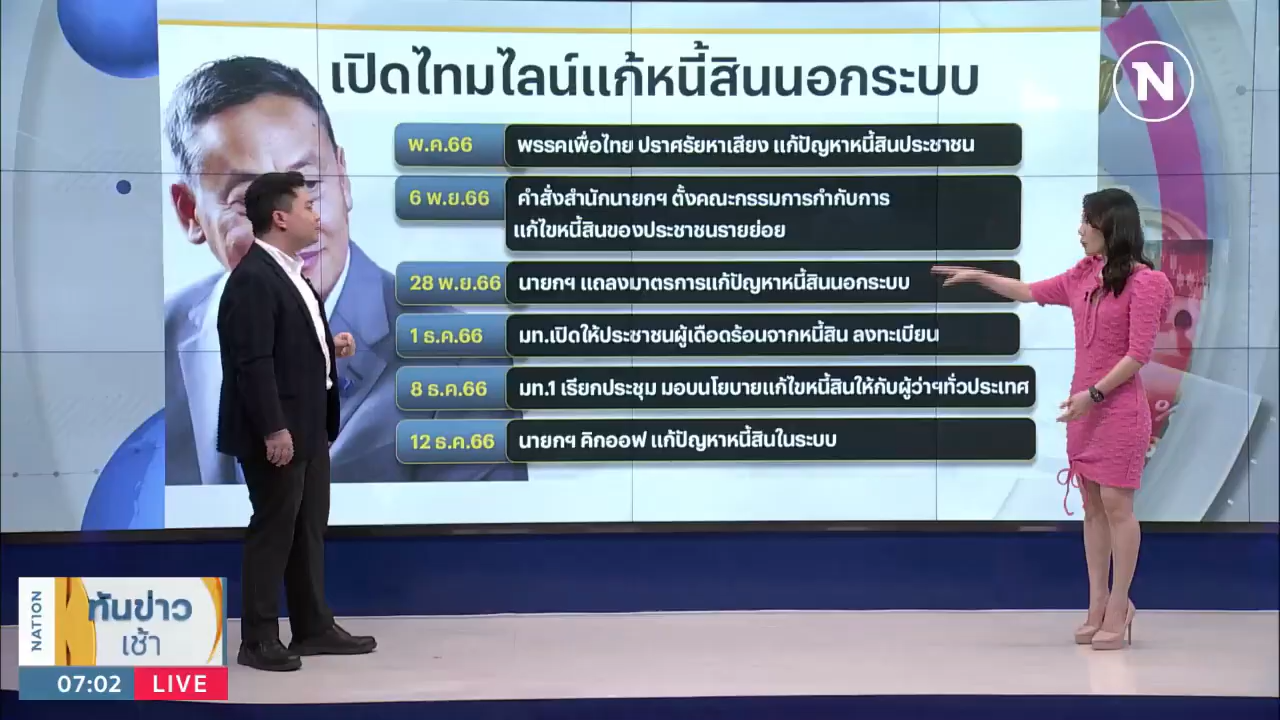 เปิดไทมไลน์แก้หนี้สินนอกระบบ
N
พ.ค.66 พรรคเพื่อไทย ปราศรัยหาเสียง แก้ปัญหาหนี้สินประชาชน
6 พ.ย.66 คำสั่งสำนักนายกฯ ตั้งคณะกรรมการกำกับการ
แก้ไขหนี้สินของประชาชนรายย่อย
28 พ.ย.66 นายกฯ แถลงมาตรการแก้ปัญหาหนี้สินนอกระบบ
1 ธ.ค.66 มท.เปิดให้ประชาชนผู้เดือดร้อนจากหนี้สิน ลงทะเบียน
8 ธ.ค.66 มท.1 เรียกประชุม มอบนโยบายแก้ไขหนี้สินให้กับผู้ว่าฯทั่วประเทศ
12 ธ.ค.66 นายกฯ คิกออฟ แก้ปัญหาหนี้สินในระบบ
NATION
ทันข่าว
เช้า
07:02 LIVE